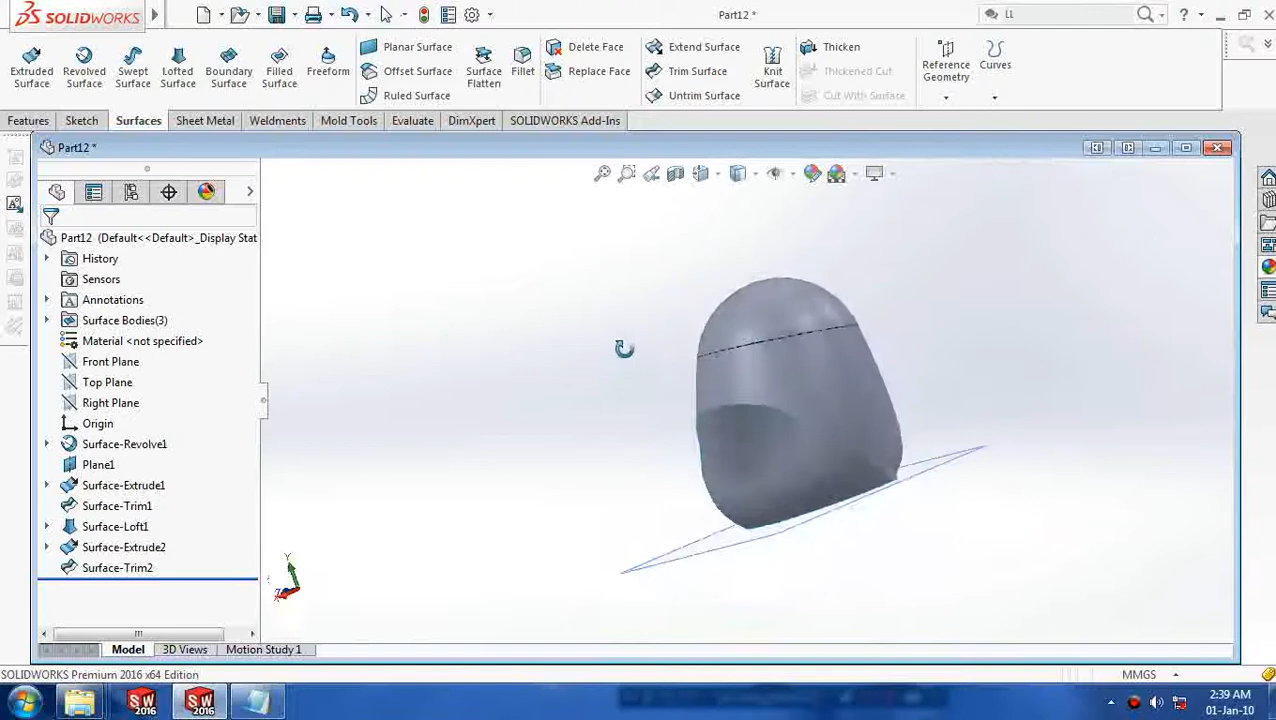 SOLIDWORKS
Part12 *
L1
?
Extruded Surface
Revolved Surface
Swept Surface
Lofted Surface
Boundary Surface
Filled Surface
Freeform
Planar Surface
Offset Surface
Ruled Surface
Surface Flatten
Fillet
Delete Face
Replace Face
Extend Surface
Trim Surface
Untrim Surface
Knit Surface
Thicken
Thickened Cut
Cut With Surface
Reference Geometry
Curves
Features Sketch Surfaces Sheet Metal Weldments Mold Tools Evaluate DimXpert SOLIDWORKS Add-Ins
Part12 *
Part12 (Default<<Default>_Display Stat
History
Sensors
Annotations
Surface Bodies(3)
Material <not specified>
Front Plane
Top Plane
Right Plane
Origin
Surface-Revolve1
Plane1
Surface-Extrude1
Surface-Trim1
Surface-Loft1
Surface-Extrude2
Surface-Trim2
Y
Model 3D Views Motion Study 1
SOLIDWORKS Premium 2016 x64 Edition
MMGS
SW 2016
SW 2016
2:39 AM
01-Jan-10